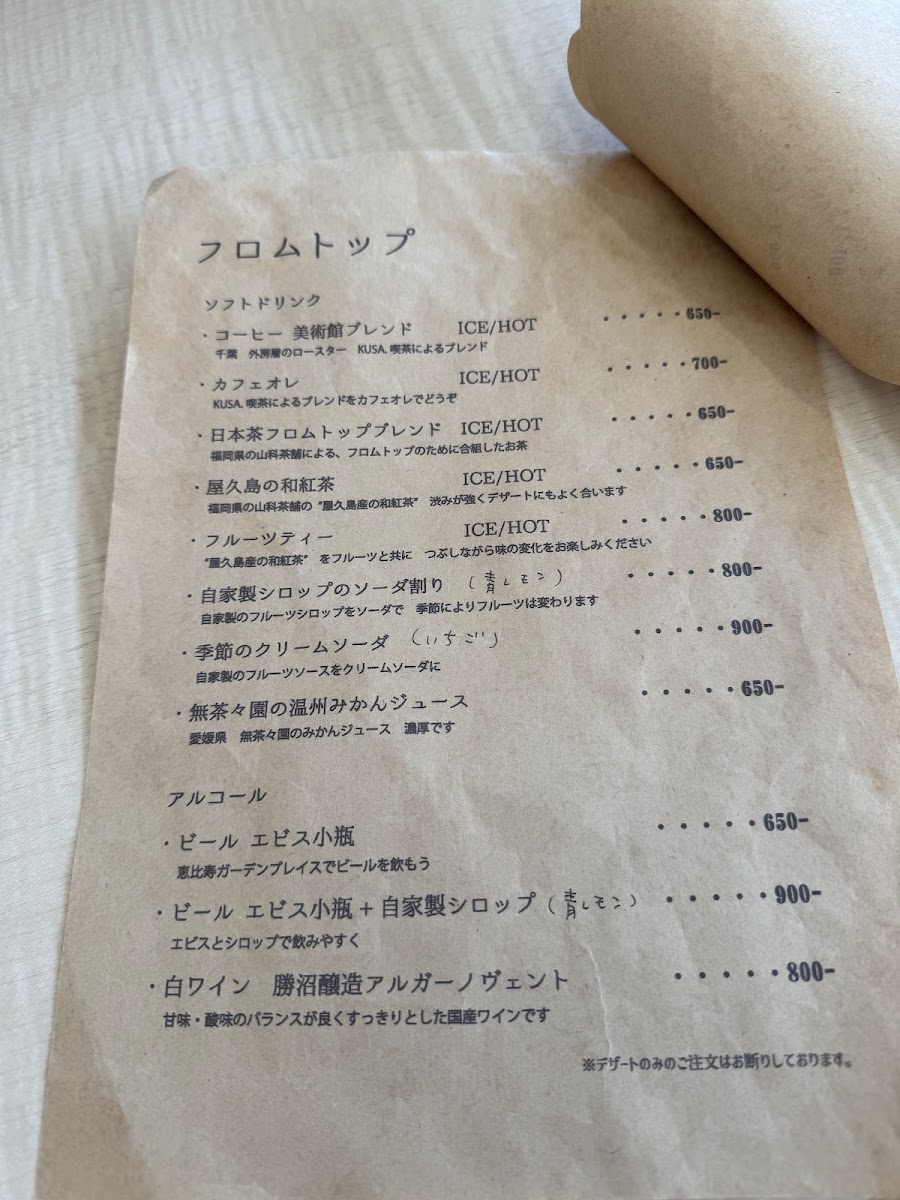 フロムトップ
ソフトドリンク
・コーヒー 美術館ブレンド ICE/HOT ・・・・・650-
千葉 外房層のロースター KUSA.喫茶によるブレンド
・カフェオレ ICE/HOT ・・・・・700-
KUSA.喫茶によるブレンドをカフェオレでどうぞ
・日本茶フロムトップブレンド ICE/HOT ・・・・・650-
福岡県の山科茶舗による、フロムトップのために合組したお茶
・屋久島の和紅茶 ICE/HOT ・・・・・650-
福岡県の山科茶舗の "屋久島産の和紅茶" 渋みが強くデザートにもよく合います
・フルーツティー ICE/HOT ・・・・・800-
"屋久島産の和紅茶" をフルーツと共に つぶしながら味の変化をお楽しみください
・自家製シロップのソーダ割り (青レモン) ・・・・・800-
自家製のフルーツシロップをソーダで 季節によりフルーツは変わります
・季節のクリームソーダ (いちご) ・・・・・900-
自家製のフルーツソースをクリームソーダに
・無茶々園の温州みかんジュース ・・・・・650-
愛媛県 無茶々園のみかんジュース 濃厚です
アルコール
・ビール エビス小瓶 ・・・・・650-
恵比寿ガーデンプレイスでビールを飲もう
・ビール エビス小瓶+自家製シロップ (青レモン) ・・・・・900-
エビスとシロップで飲みやすく
・白ワイン 勝沼醸造アルガーノヴェント ・・・・・800-
甘味・酸味のバランスが良くすっきりとした国産ワインです
※デザートのみのご注文はお断りしております。